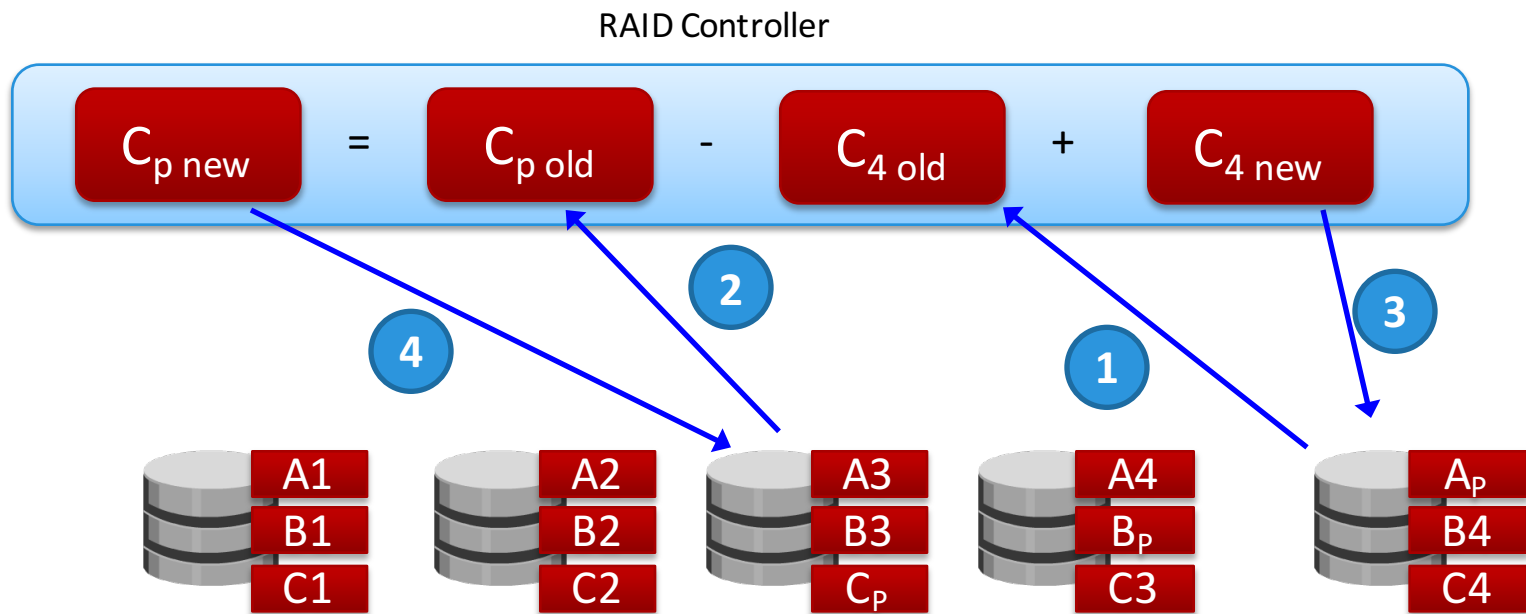 RAID Controller
Cp new = Cp old - C4 old + C4 new
2
3
4
1
A1 A2 A3 A4 AP
B1 B2 B3 BP B4
C1 C2 CP C3 C4